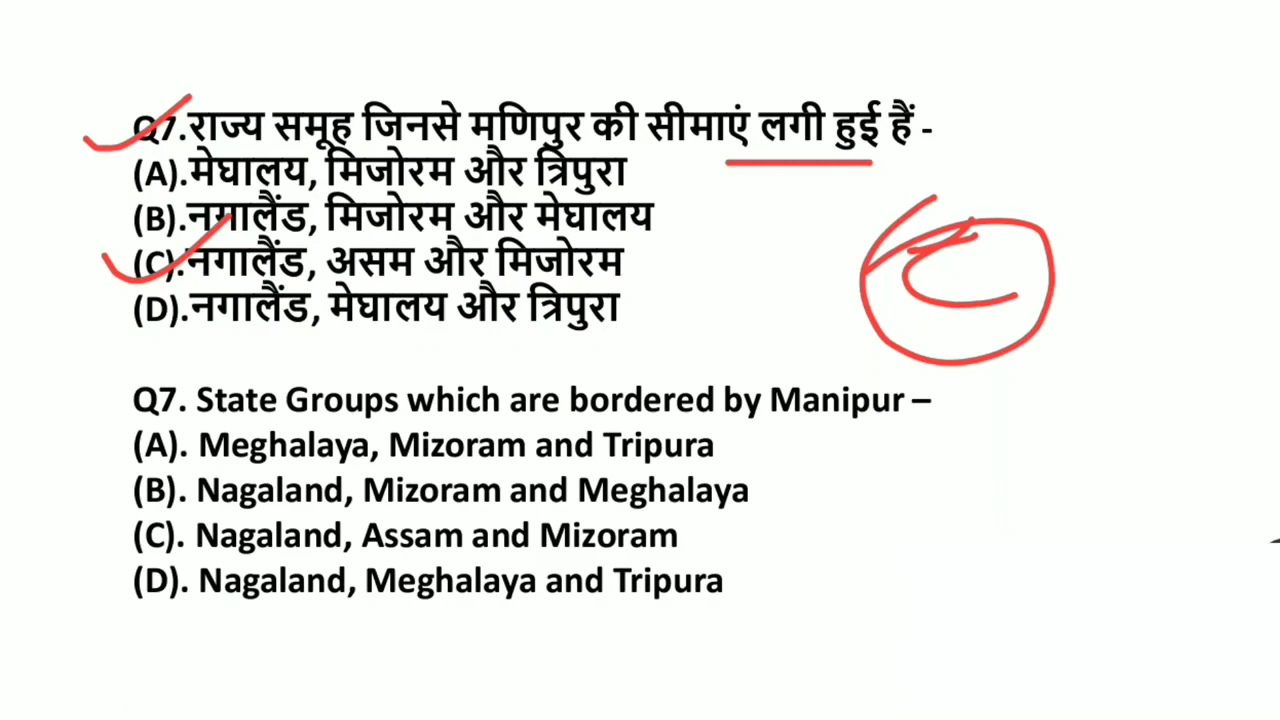 Q7.राज्य समूह जिनसे मणिपुर की सीमाएं लगी हुई हैं -
(A).मेघालय, मिजोरम और त्रिपुरा
(B).नगालैंड, मिजोरम और मेघालय
(C).नगालैंड, असम और मिजोरम
(D).नगालैंड, मेघालय और त्रिपुरा
Q7. State Groups which are bordered by Manipur –
(A). Meghalaya, Mizoram and Tripura
(B). Nagaland, Mizoram and Meghalaya
(C). Nagaland, Assam and Mizoram
(D). Nagaland, Meghalaya and Tripura